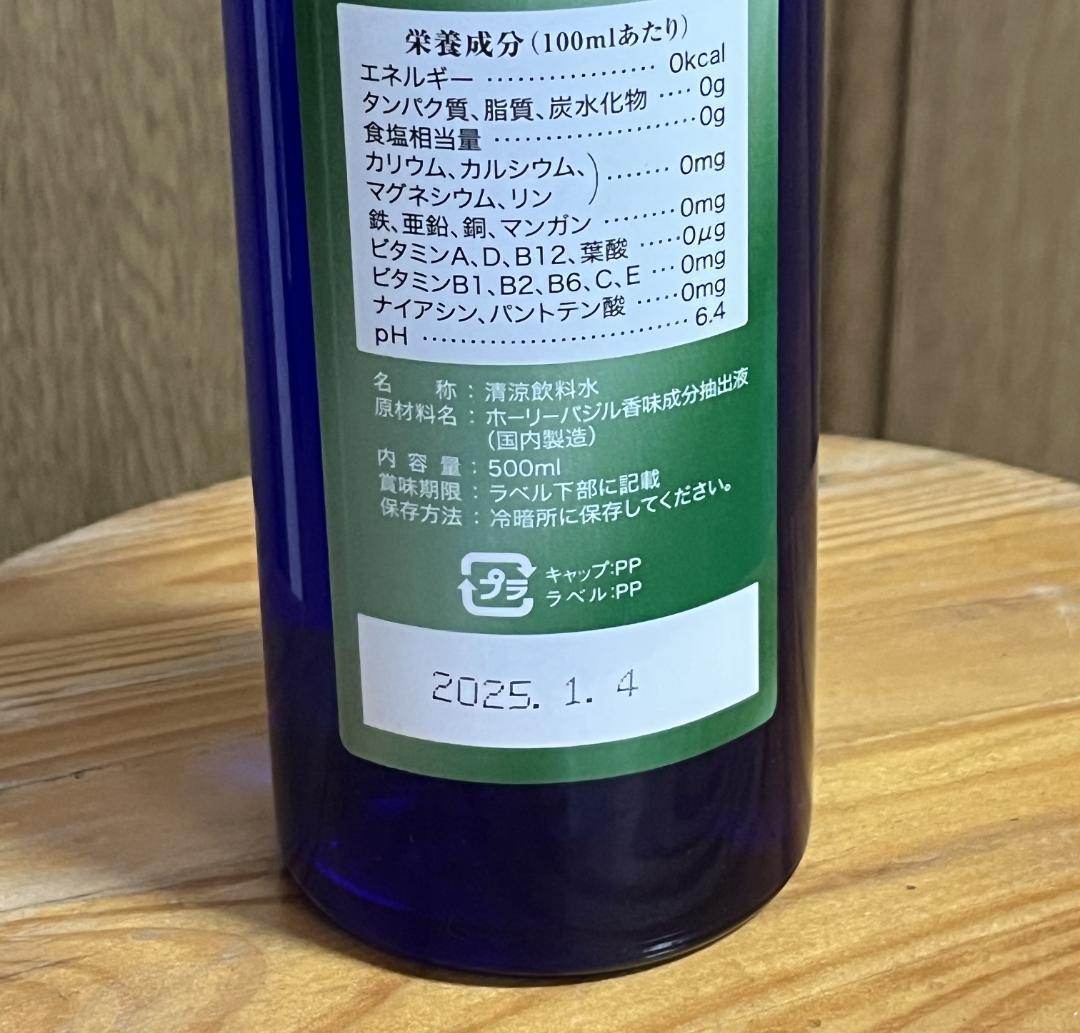 栄養成分(100mlあたり)
エネルギー ………………… 0kcal
タンパク質、脂質、炭水化物 …. 0g
食塩相当量 ………………………0g
カリウム、カルシウム、
マグネシウム、リン ) ……… 0mg
鉄、亜鉛、銅、マンガン ………0mg
ビタミンA、D、B12、葉酸 ……0μg
ビタミンB1、B2、B6、C、E …0mg
ナイアシン、パントテン酸 ……0mg
pH ………………………………… 6.4
名称:清涼飲料水
原材料名:ホーリーバジル香味成分抽出液
(国内製造)
内容量:500ml
賞味期限:ラベル下部に記載
保存方法:冷暗所に保存してください。
プラ
キャップ:PP
ラベル:PP
2025. 1. 4